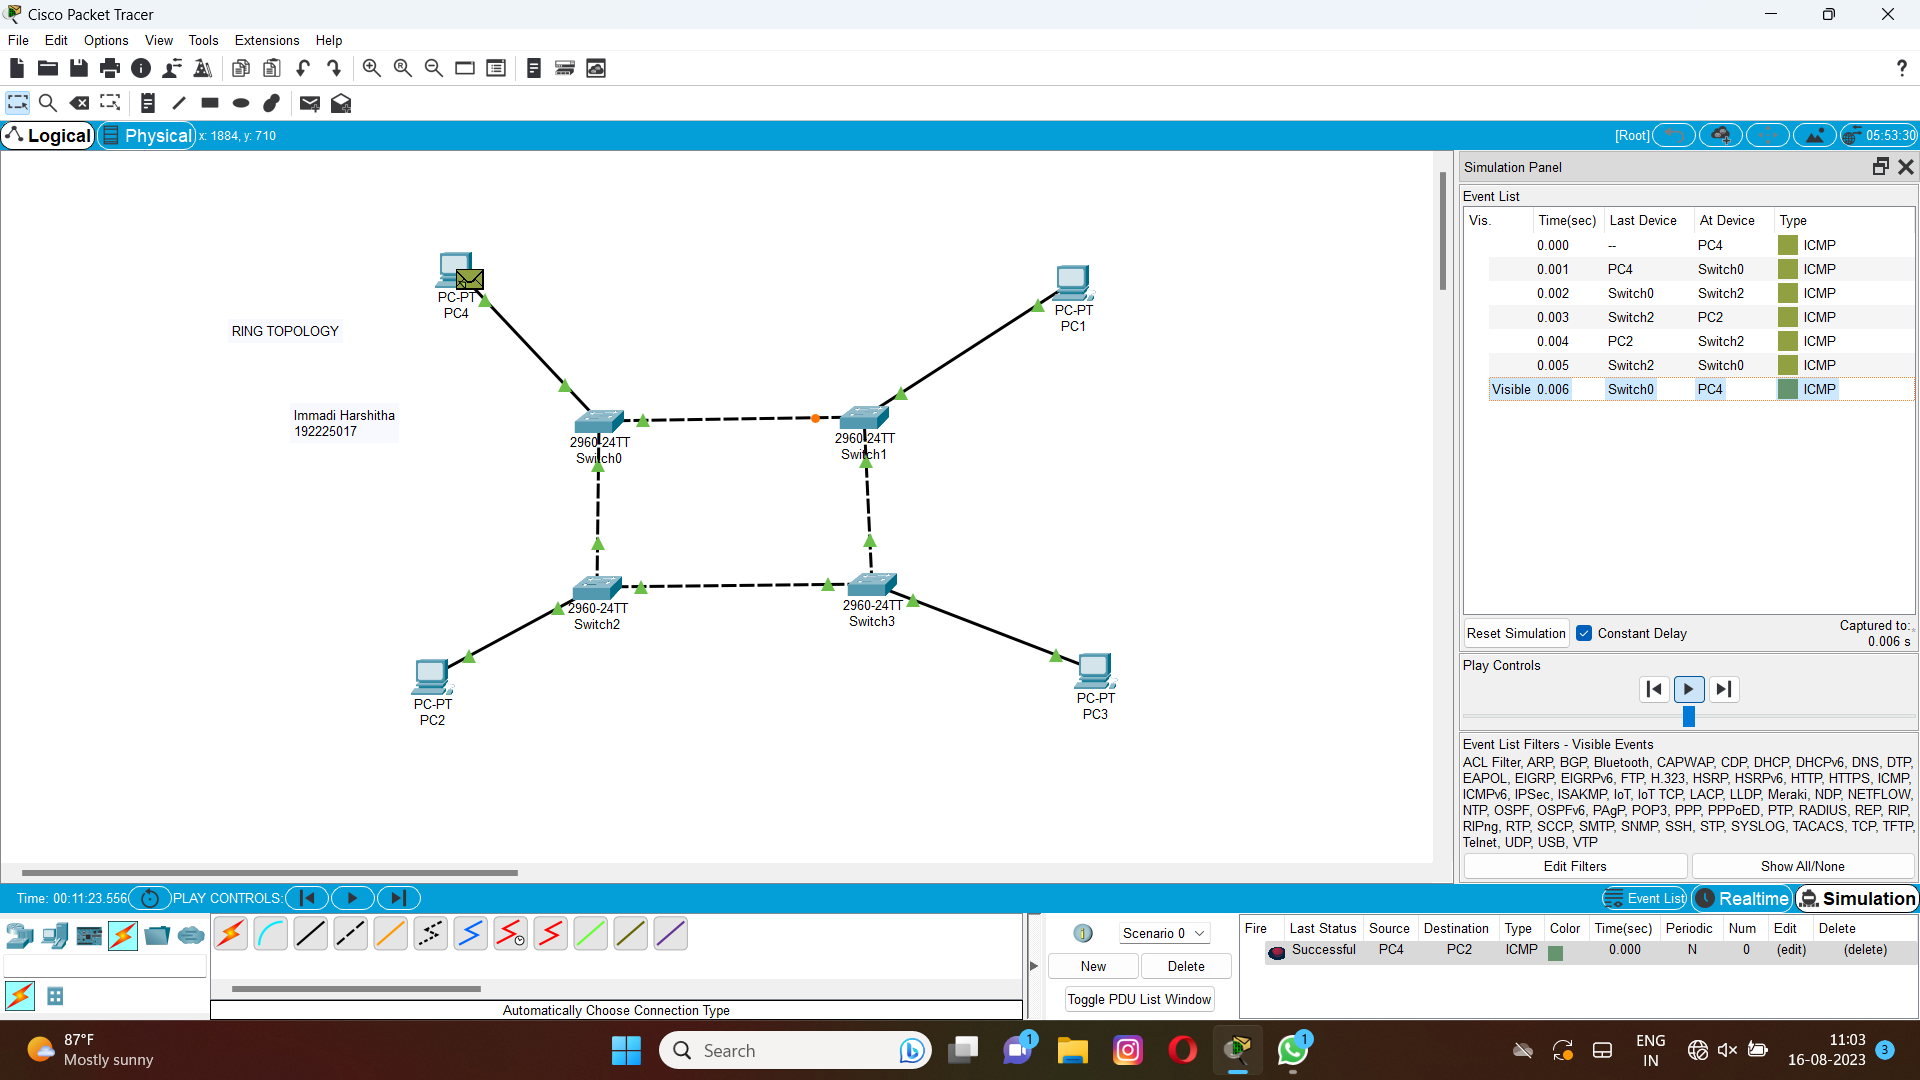 Cisco Packet Tracer
File Edit Options View Tools Extensions Help
?
Logical Physical x: 1884, y: 710 [Root] 05:53:30
PC-PT
PC4
PC-PT
PC1
RING TOPOLOGY
Immadi Harshitha
192225017
2960-24TT
Switch0
2960-24TT
Switch1
2960-24TT
Switch2
2960-24TT
Switch3
PC-PT
PC2
PC-PT
PC3
Simulation Panel
Event List
Vis. Time(sec) Last Device At Device Type
0.000 -- PC4 ICMP
0.001 PC4 Switch0 ICMP
0.002 Switch0 Switch2 ICMP
0.003 Switch2 PC2 ICMP
0.004 PC2 Switch2 ICMP
0.005 Switch2 Switch0 ICMP
Visible 0.006 Switch0 PC4 ICMP
Reset Simulation Constant Delay Captured to:
0.006 s
Play Controls
Event List Filters - Visible Events
ACL Filter, ARP, BGP, Bluetooth, CAPWAP, CDP, DHCP, DHCPv6, DNS, DTP,
EAPOL, EIGRP, EIGRPv6, FTP, H.323, HSRP, HSRPv6, HTTP, HTTPS, ICMP,
ICMPv6, IPSec, ISAKMP, IoT, IoT TCP, LACP, LLDP, Meraki, NDP, NETFLOW,
NTP, OSPF, OSPFv6, PAgP, POP3, PPP, PPPoED, PTP, RADIUS, REP, RIP,
RIPng, RTP, SCCP, SMTP, SNMP, SSH, STP, SYSLOG, TACACS, TCP, TFTP,
Telnet, UDP, USB, VTP
Edit Filters Show All/None
Time: 00:11:23.556 PLAY CONTROLS: Event List Realtime Simulation
Scenario 0
New Delete
Toggle PDU List Window
Fire Last Status Source Destination Type Color Time(sec) Periodic Num Edit Delete
Successful PC4 PC2 ICMP 0.000 N 0 (edit) (delete)
Automatically Choose Connection Type
87°F
Mostly sunny
Search
1
1
ENG
IN
11:03
16-08-2023
3